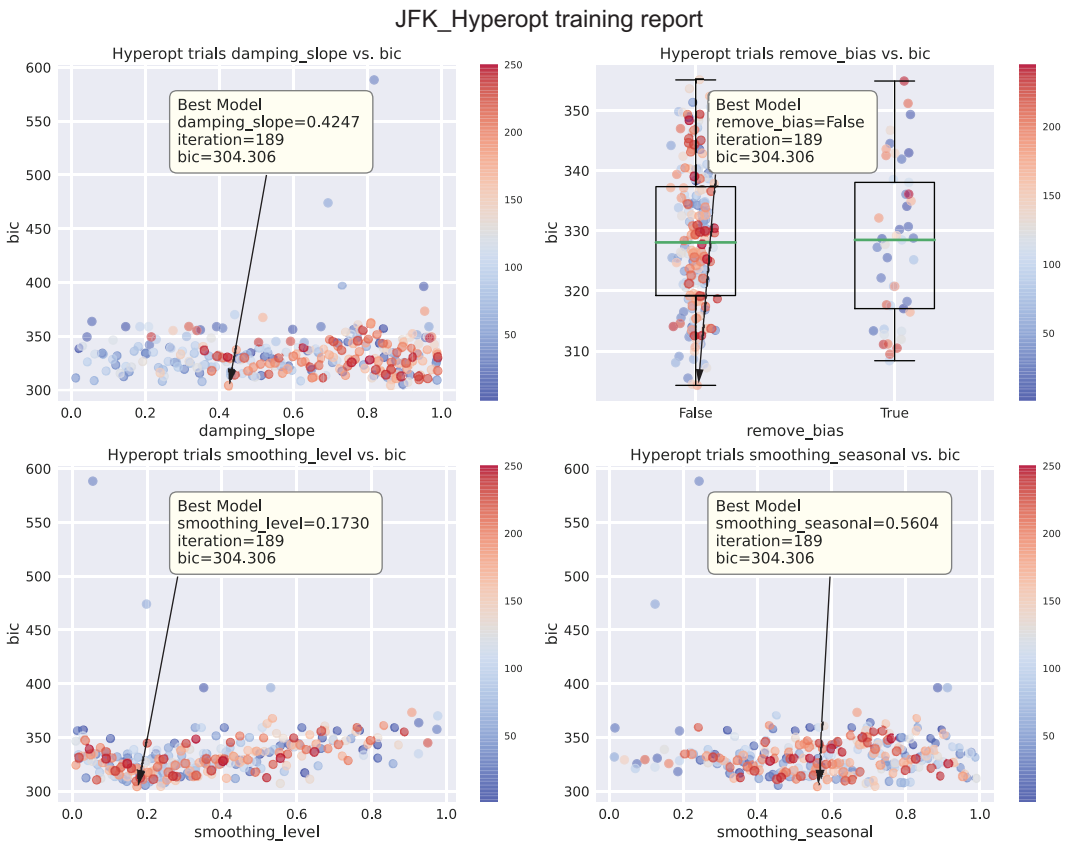 JFK_Hyperopt training report
Hyperopt trials damping_slope vs. bic
600
550
500
450
400
350
300
bic
Best Model
damping_slope=0.4247
iteration=189
bic=304.306
0.0 0.2 0.4 0.6 0.8 1.0
damping_slope
250
200
150
100
50
Hyperopt trials remove_bias vs. bic
350
340
330
320
310
bic
Best Model
remove_bias=False
iteration=189
bic=304.306
False True
remove_bias
200
150
100
50
Hyperopt trials smoothing_level vs. bic
600
550
500
450
400
350
300
bic
Best Model
smoothing_level=0.1730
iteration=189
bic=304.306
0.0 0.2 0.4 0.6 0.8 1.0
smoothing_level
250
200
150
100
50
Hyperopt trials smoothing_seasonal vs. bic
600
550
500
450
400
350
300
bic
Best Model
smoothing_seasonal=0.5604
iteration=189
bic=304.306
0.0 0.2 0.4 0.6 0.8 1.0
smoothing_seasonal
250
200
150
100
50